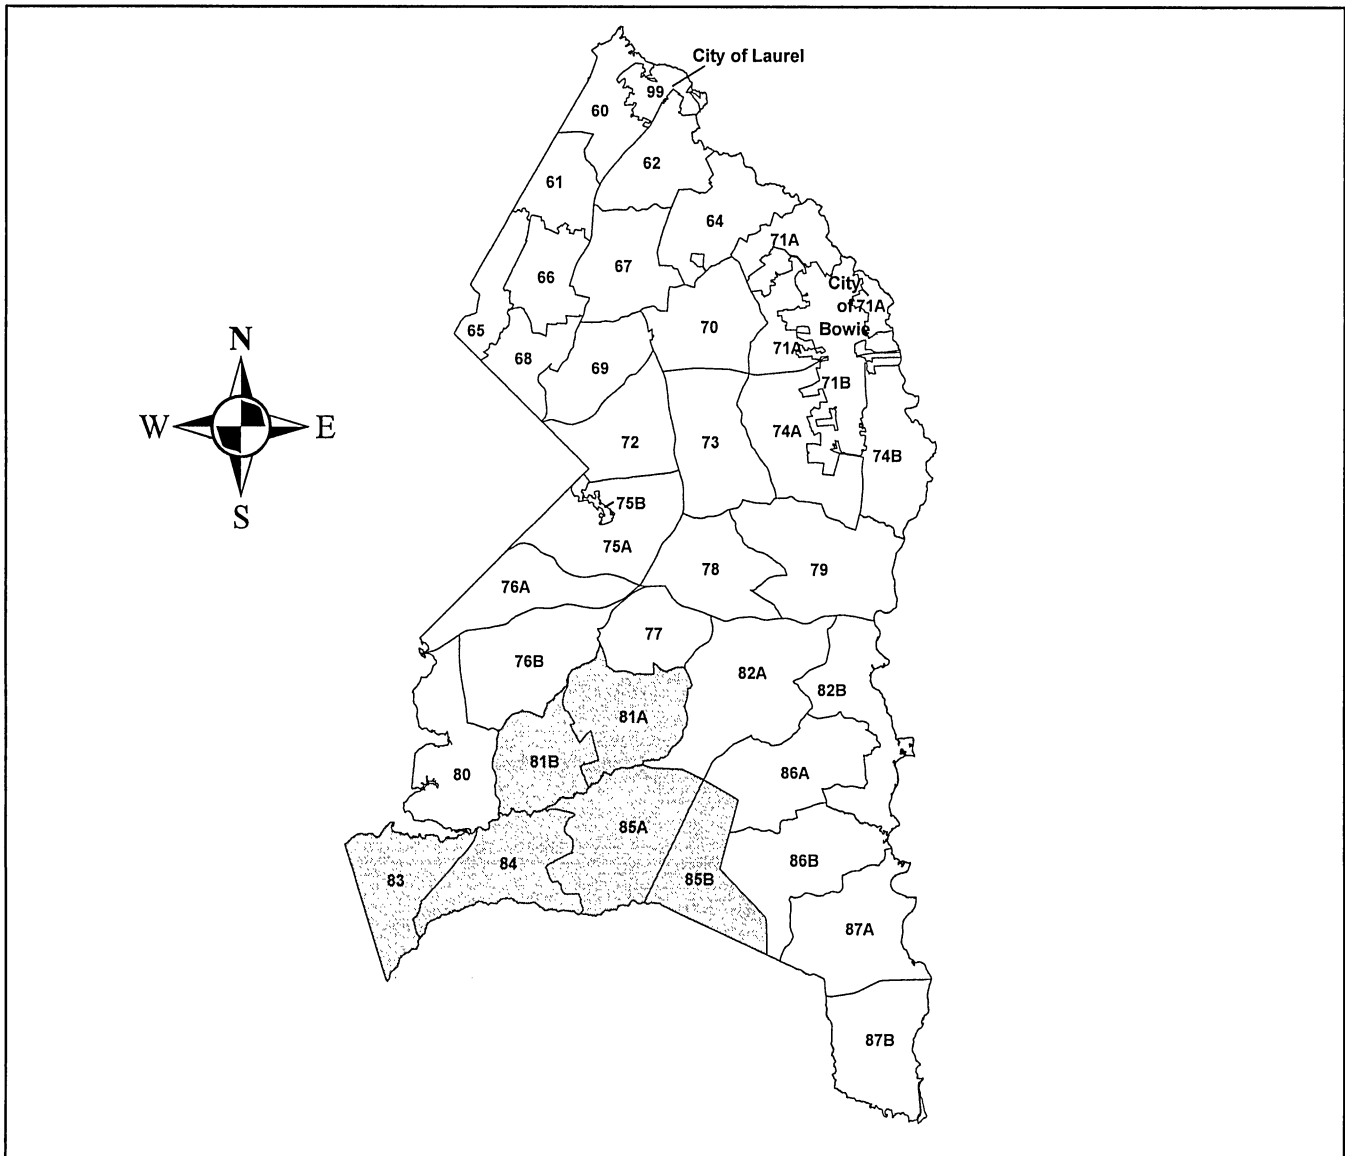 City of Laurel
99
60
62
61
64
71A
67
66
City
of 71A
Bowie
65
70
N
68
69
71A
71B
W
E
72
73
74A
74B
S
75B
75A
78
79
76A
77
76B
82A
82B
81A
81B
80
86A
85A
84
86B
83
85B
87A
87B